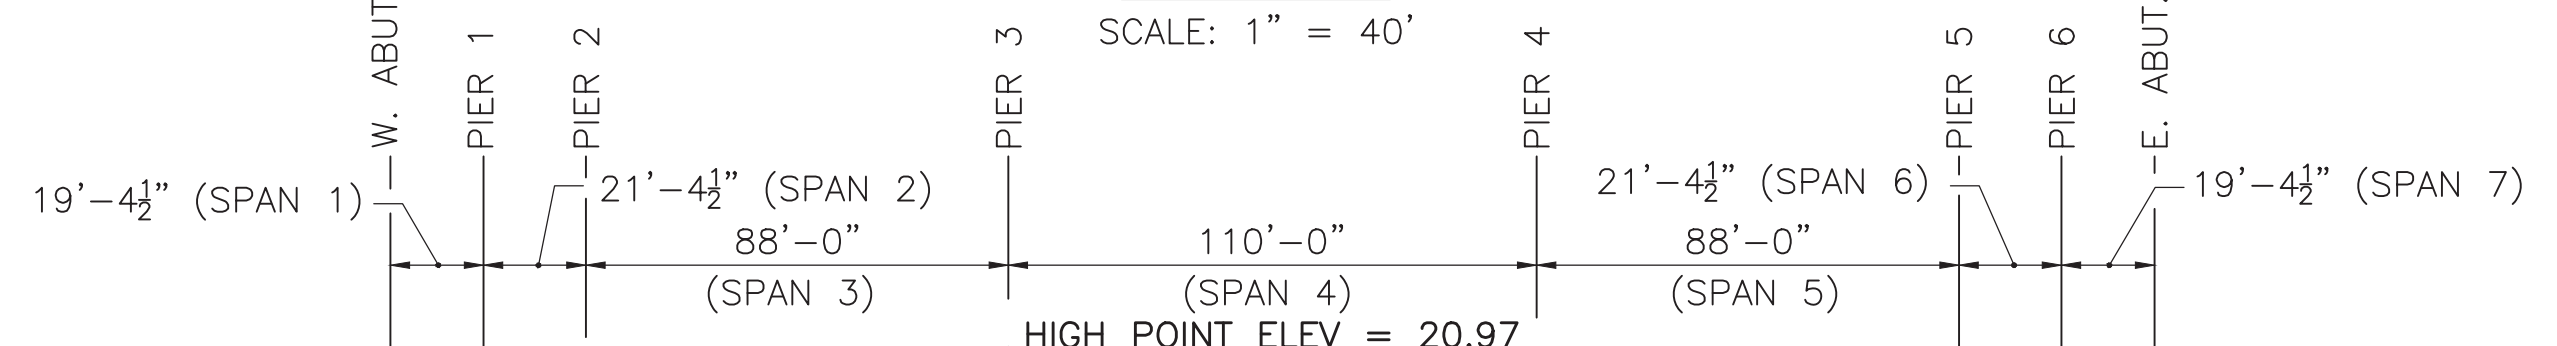 SCALE: 1” = 40’
W. ABUT.
PIER 1
PIER 2
PIER 3
PIER 4
PIER 5
PIER 6
E. ABUT.
19’-4½” (SPAN 1)
21’-4½” (SPAN 2)
21’-4½” (SPAN 6)
19’-4½” (SPAN 7)
88’-0”
(SPAN 3)
110’-0”
(SPAN 4)
88’-0”
(SPAN 5)
HIGH POINT ELEV = 20.97